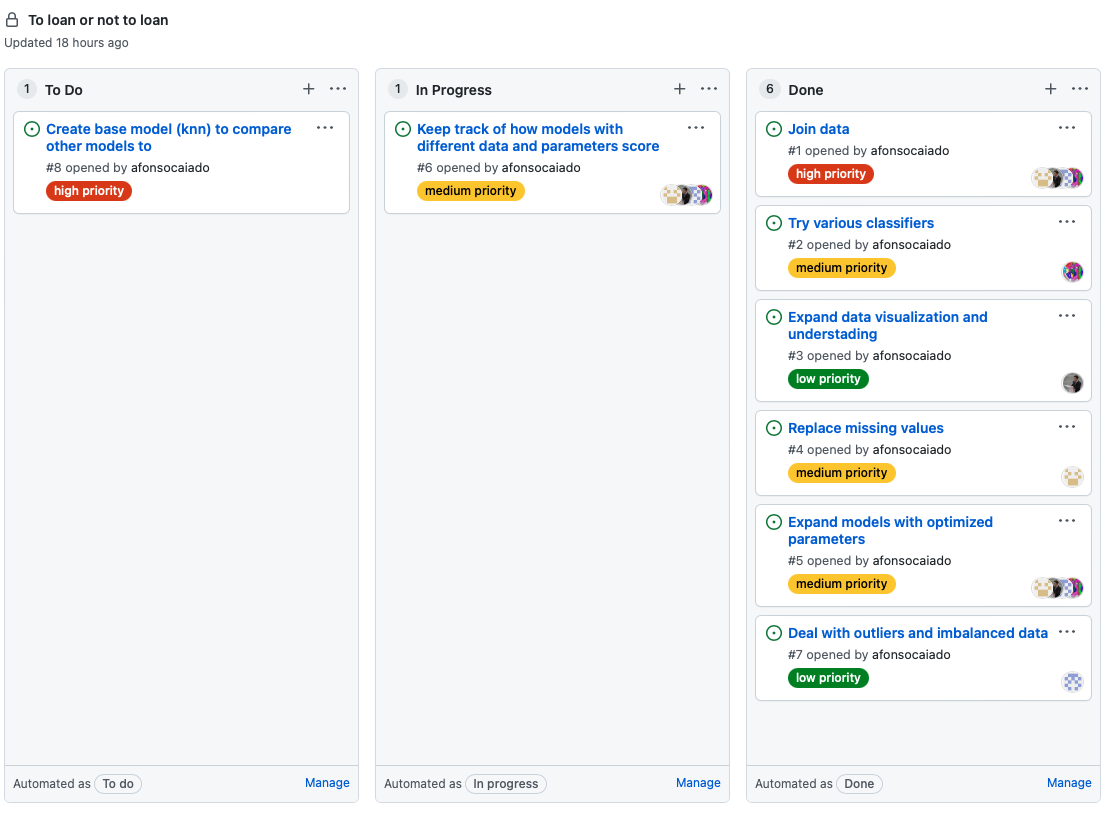 To loan or not to loan
Updated 18 hours ago
1 To Do
Create base model (knn) to compare
other models to
#8 opened by afonsocaiado
high priority
Automated as To do Manage
1 In Progress
Keep track of how models with
different data and parameters score
#6 opened by afonsocaiado
medium priority
Automated as In progress Manage
6 Done
Join data
#1 opened by afonsocaiado
high priority
Try various classifiers
#2 opened by afonsocaiado
medium priority
Expand data visualization and
understading
#3 opened by afonsocaiado
low priority
Replace missing values
#4 opened by afonsocaiado
medium priority
Expand models with optimized
parameters
#5 opened by afonsocaiado
medium priority
Deal with outliers and imbalanced data
#7 opened by afonsocaiado
low priority
Automated as Done Manage